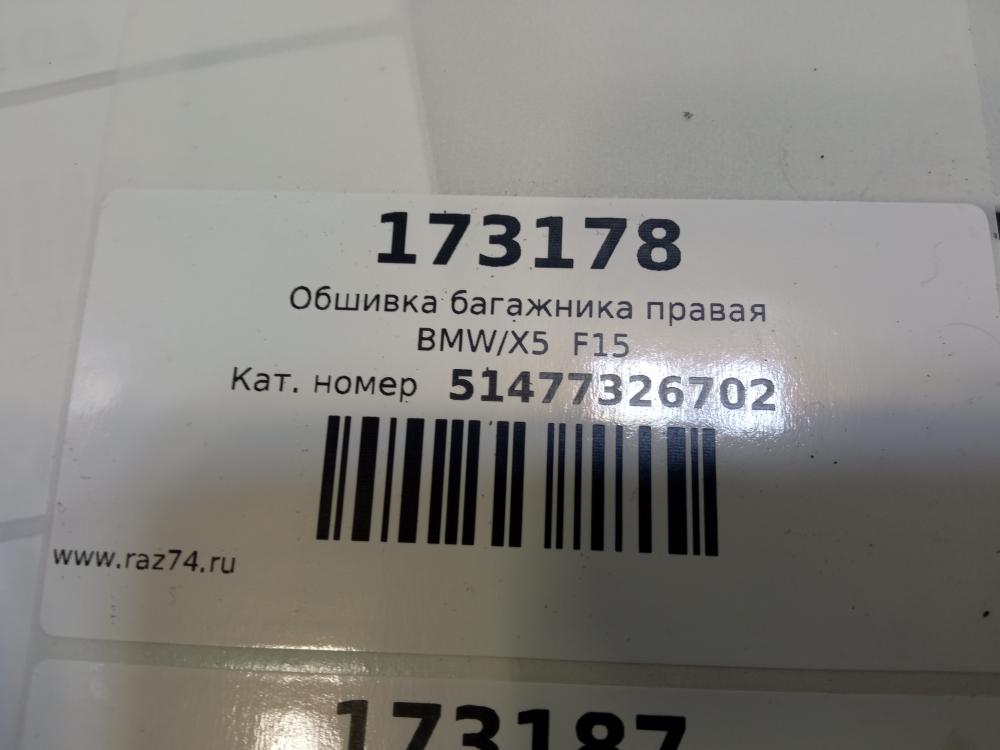 173178
Обшивка багажника правая
BMW/X5 F15
Кат. номер 51477326702
www.raz74.ru
173187